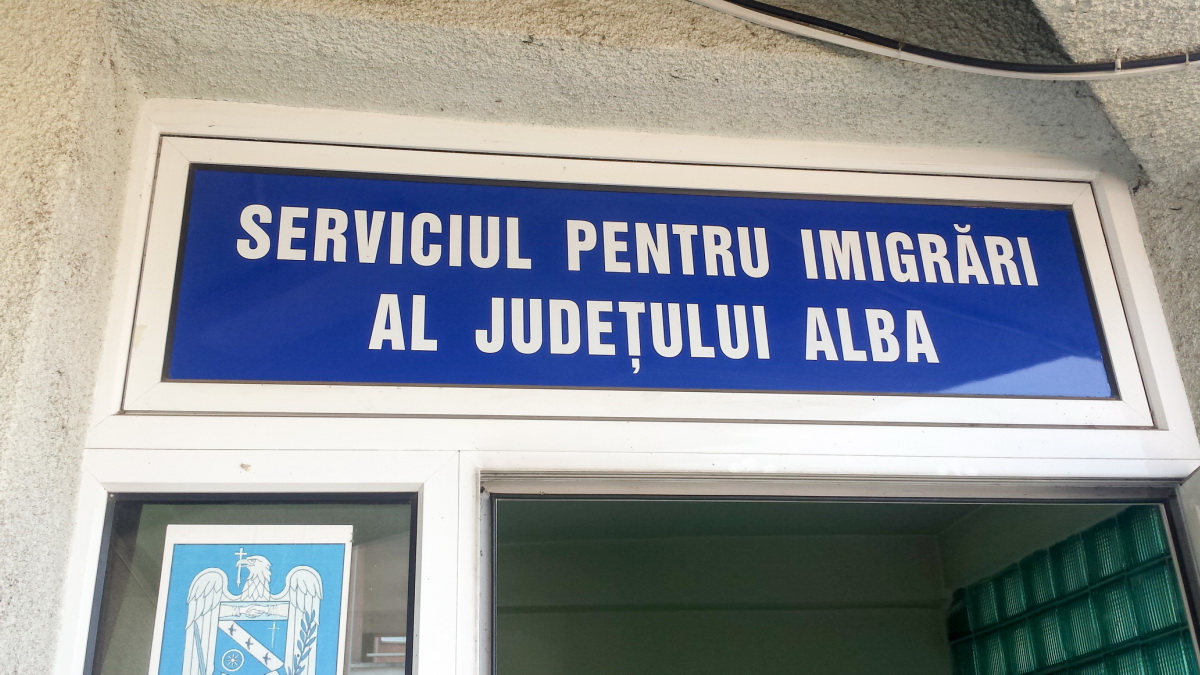 SERVICIUL PENTRU IMIGRĂRI
AL JUDEȚULUI ALBA